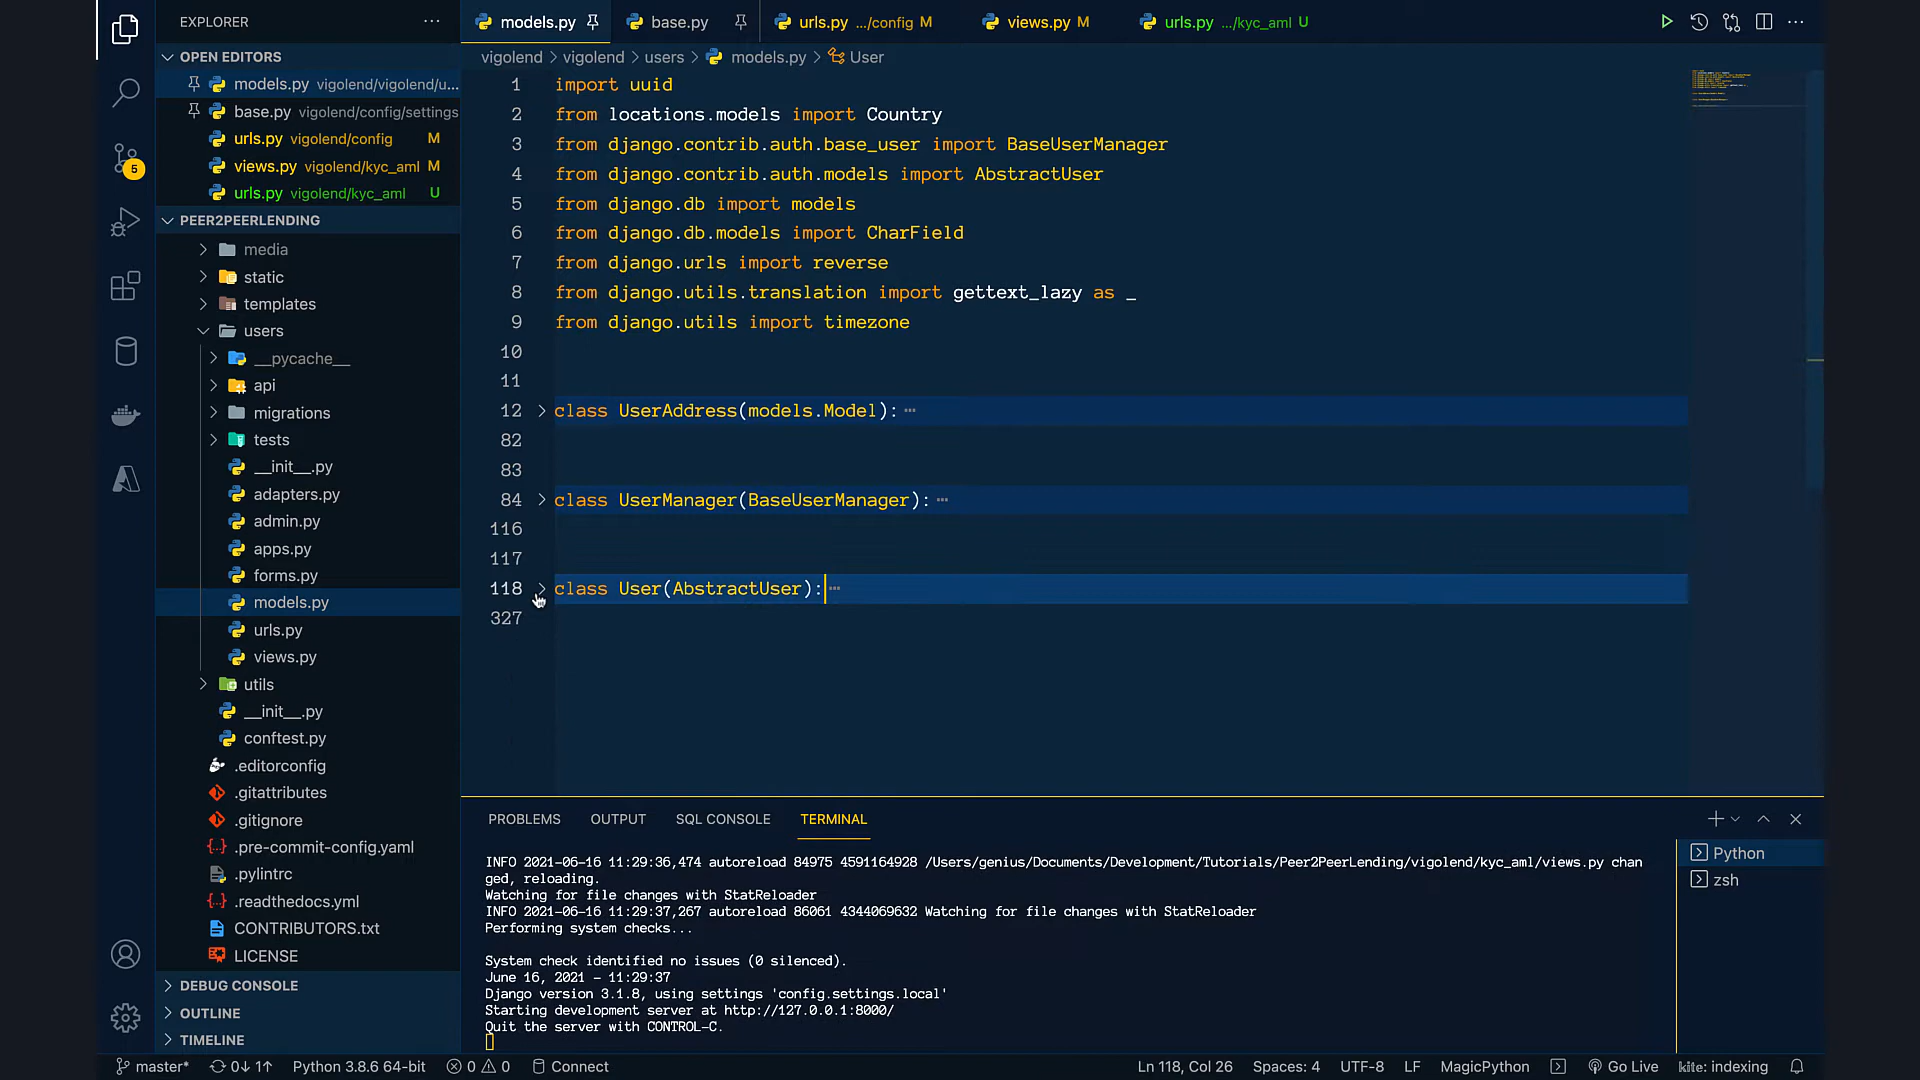 EXPLORER
OPEN EDITORS
models.py vigolend/vigolend/u...
base.py vigolend/config/settings
urls.py vigolend/config M
views.py vigolend/kyc_aml M
urls.py vigolend/kyc_aml U
5
PEER2PEERLENDING
media
static
templates
users
__pycache__
api
migrations
tests
__init__.py
adapters.py
admin.py
apps.py
forms.py
models.py
urls.py
views.py
utils
__init__.py
conftest.py
.editorconfig
.gitattributes
.gitignore
.pre-commit-config.yaml
.pylintrc
.readthedocs.yml
CONTRIBUTORS.txt
LICENSE
DEBUG CONSOLE
OUTLINE
TIMELINE
models.py base.py urls.py .../config M views.py M urls.py .../kyc_aml U
vigolend > vigolend > users > models.py > User
1 import uuid
2 from locations.models import Country
3 from django.contrib.auth.base_user import BaseUserManager
4 from django.contrib.auth.models import AbstractUser
5 from django.db import models
6 from django.db.models import CharField
7 from django.urls import reverse
8 from django.utils.translation import gettext_lazy as _
9 from django.utils import timezone
10
11
12 class UserAddress(models.Model):
82
83
84 class UserManager(BaseUserManager):
116
117
118 class User(AbstractUser):
327
PROBLEMS OUTPUT SQL CONSOLE TERMINAL
INFO 2021-06-16 11:29:36,474 autoreload 84975 4591164928 /Users/genius/Documents/Development/Tutorials/Peer2PeerLending/vigolend/kyc_aml/views.py chan
ged, reloading.
Watching for file changes with StatReloader
INFO 2021-06-16 11:29:37,267 autoreload 86061 4344069632 Watching for file changes with StatReloader
Performing system checks...
System check identified no issues (0 silenced).
June 16, 2021 - 11:29:37
Django version 3.1.8, using settings 'config.settings.local'
Starting development server at http://127.0.0.1:8000/
Quit the server with CONTROL-C.
Python
zsh
master* 0↓ 1↑ Python 3.8.6 64-bit 0 0 Connect Ln 118, Col 26 Spaces: 4 UTF-8 LF MagicPython Go Live kite: indexing